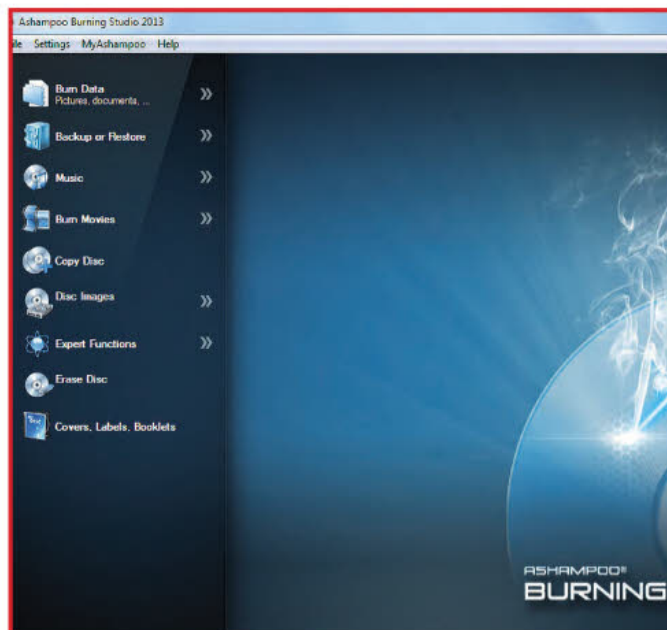 Ashampoo Burning Studio 2013
ile Settings MyAshampoo Help
Burn Data
Pictures, documents, ...
Backup or Restore
Music
Burn Movies
Copy Disc
Disc Images
Expert Functions
Erase Disc
Covers, Labels, Booklets
ASHAMPOO®
BURNING